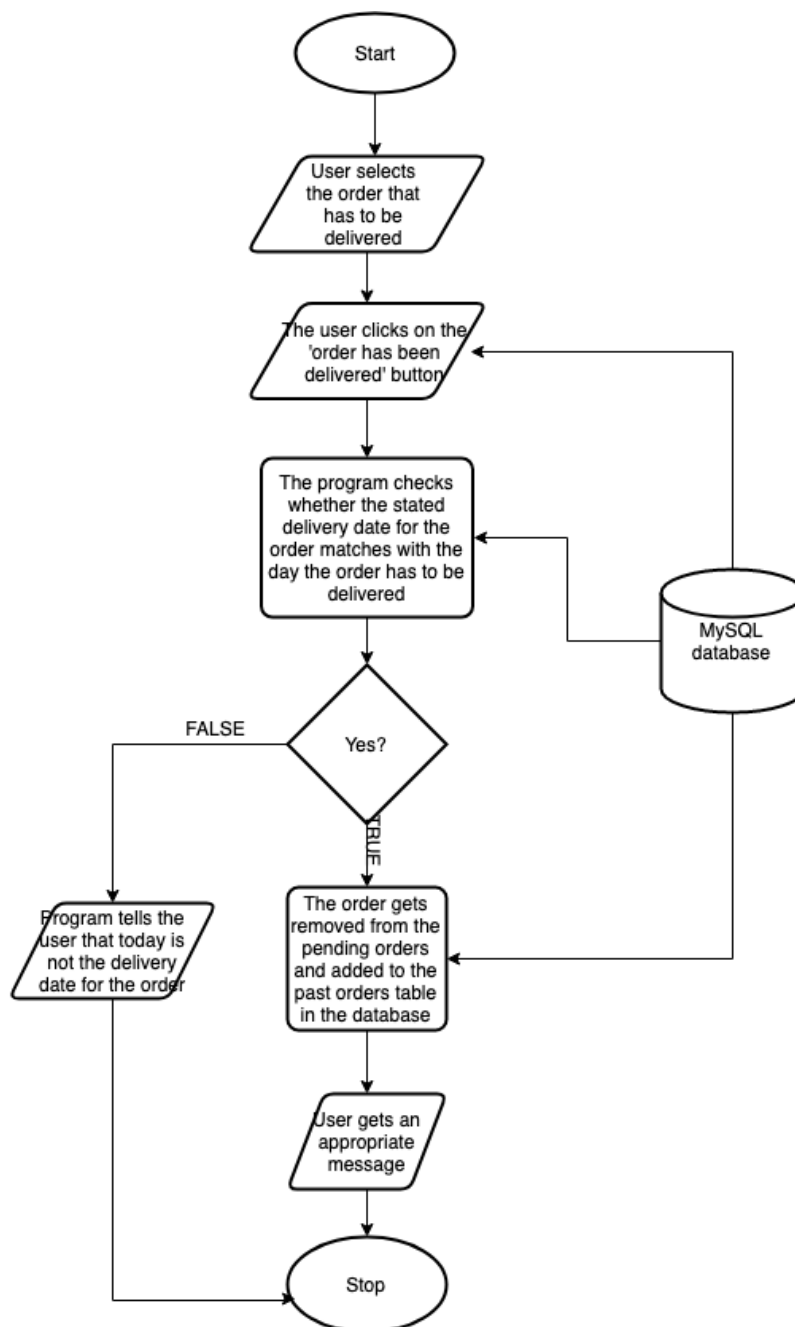 Start
User selects
the order that
has to be
delivered
The user clicks on the
'order has been
delivered' button
The program checks
whether the stated
delivery date for the
order matches with the
day the order has to be
delivered
MySQL
database
FALSE
Yes?
TRUE
Program tells the
user that today is
not the delivery
date for the order
The order gets
removed from the
pending orders
and added to the
past orders table
in the database
User gets an
appropriate
message
Stop